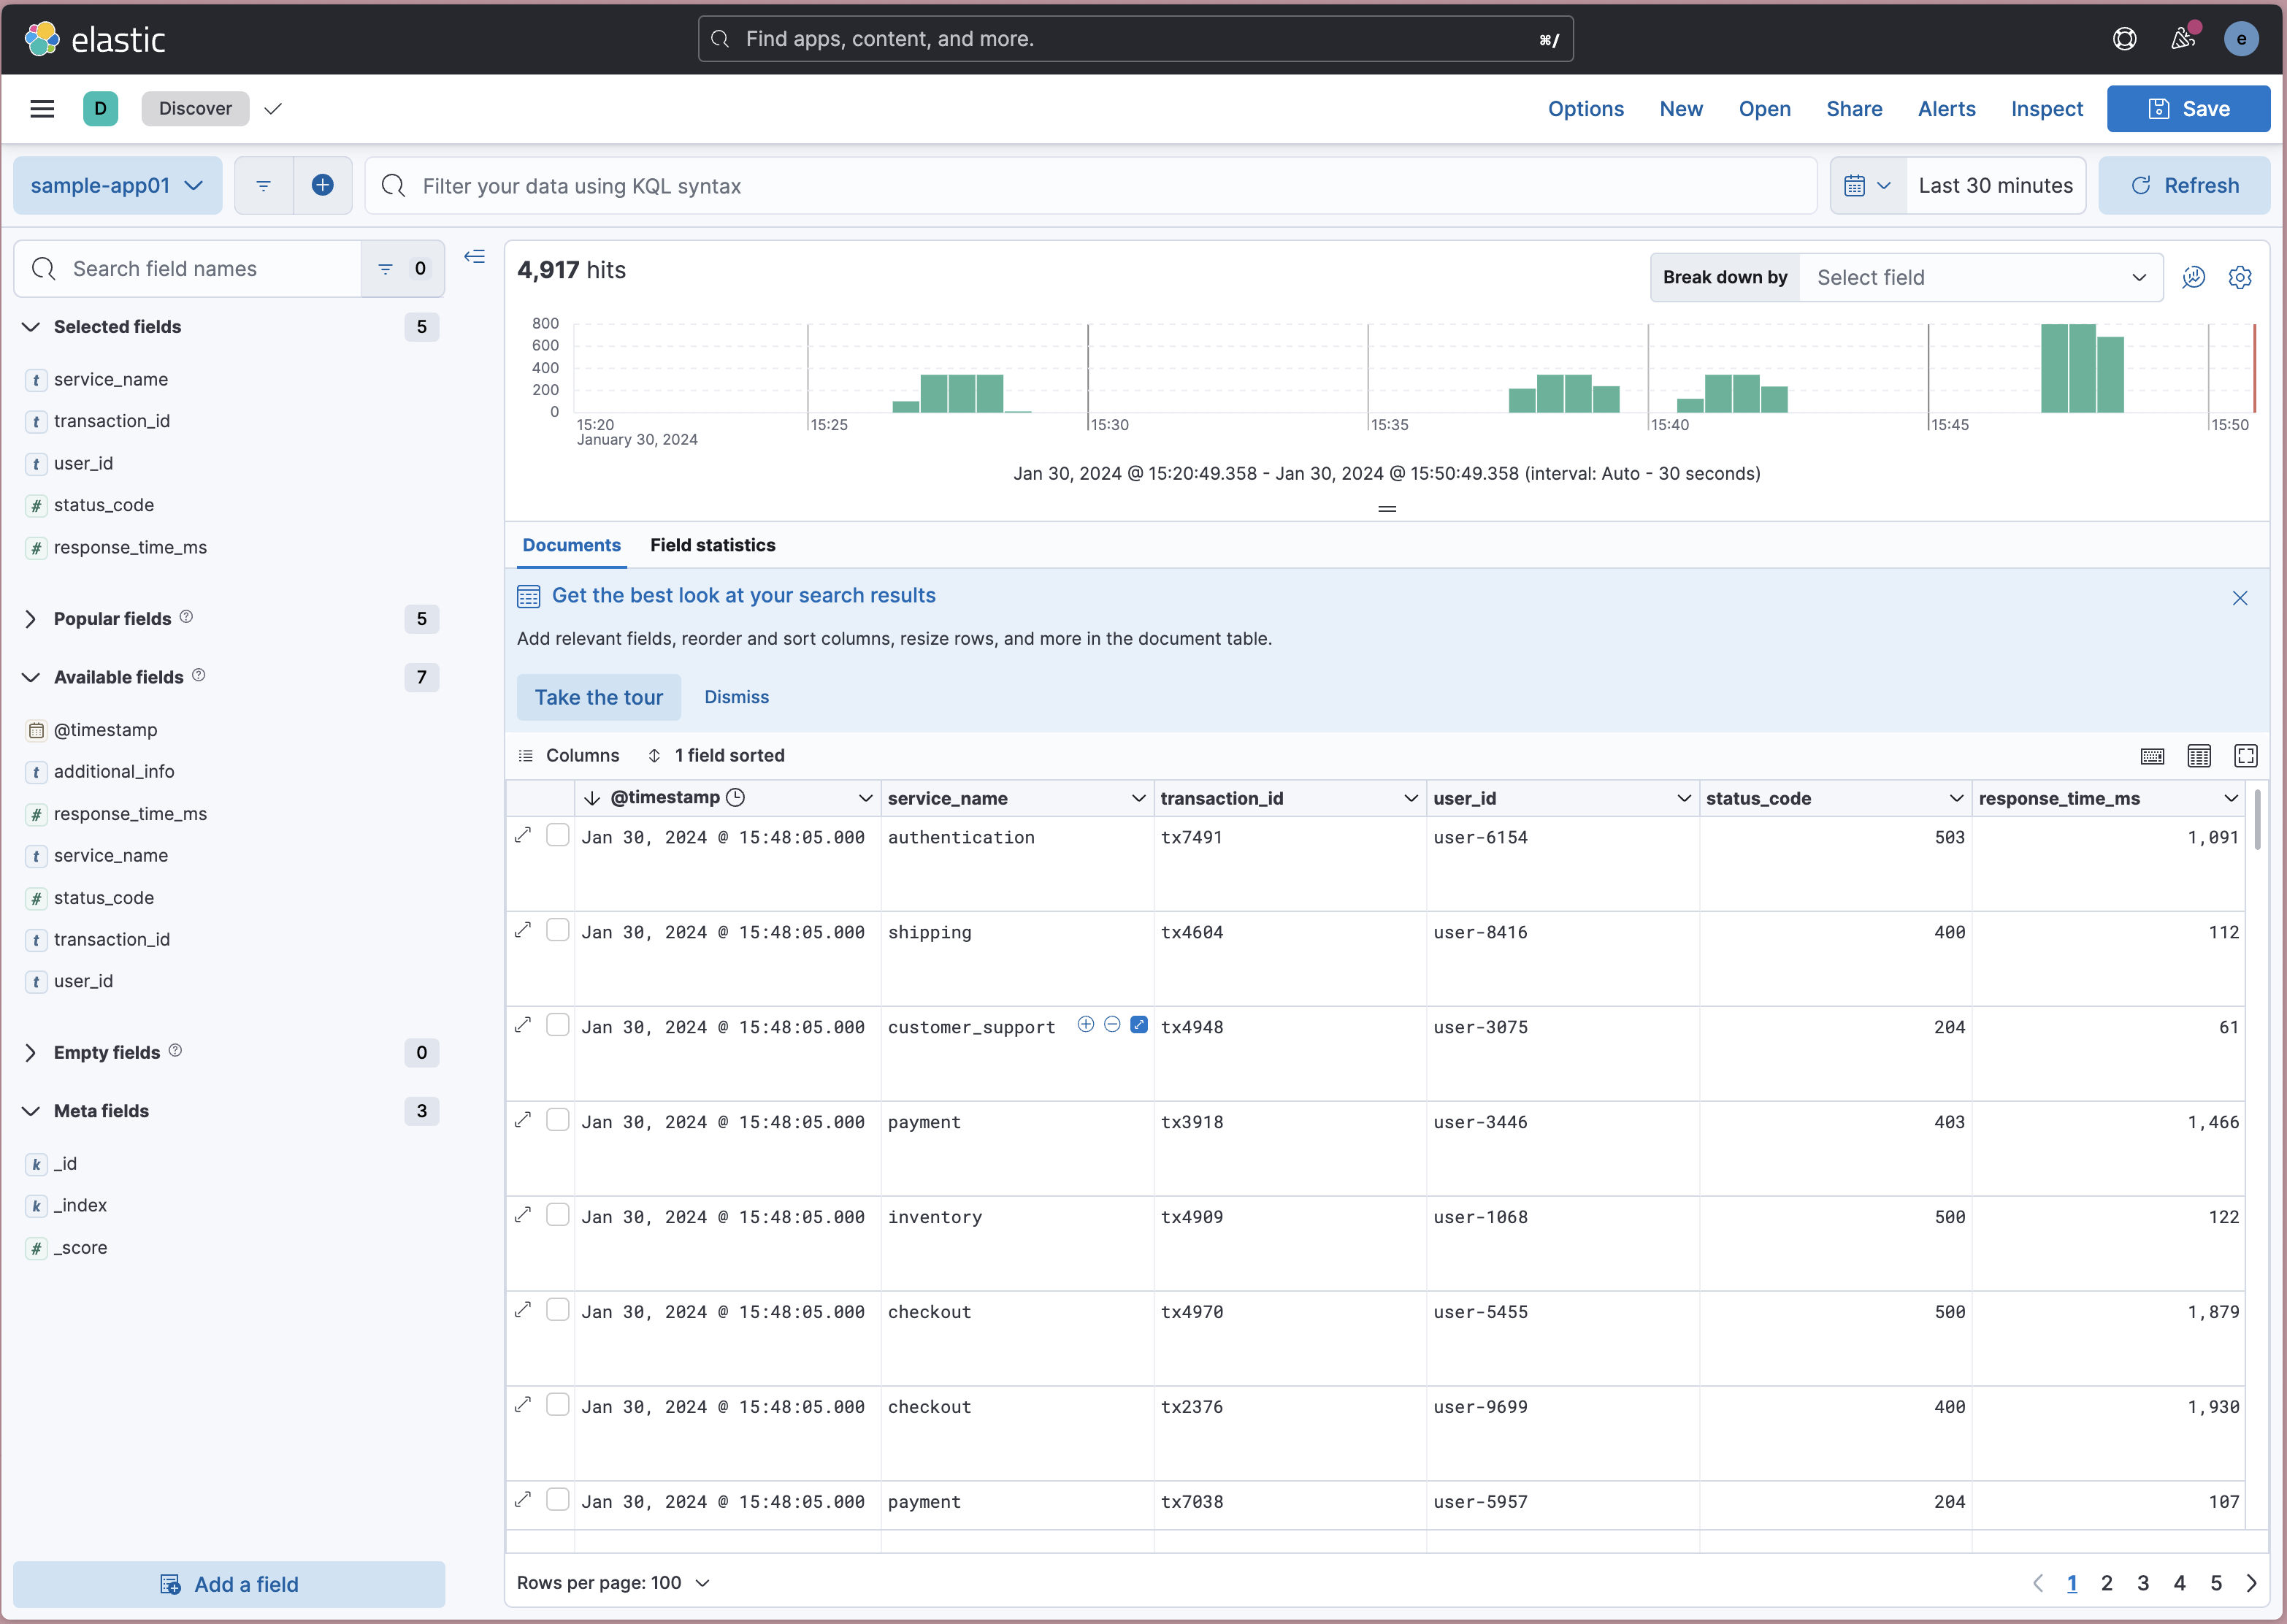 elastic
Find apps, content, and more.
⌘/
e
D
Discover
Options
New
Open
Share
Alerts
Inspect
Save
sample-app01
Filter your data using KQL syntax
Last 30 minutes
Refresh
Search field names
0
Selected fields
5
t service_name
t transaction_id
t user_id
# status_code
# response_time_ms
Popular fields
5
Available fields
7
@timestamp
t additional_info
# response_time_ms
t service_name
# status_code
t transaction_id
t user_id
Empty fields
0
Meta fields
3
k _id
k _index
# _score
Add a field
4,917 hits
Break down by
Select field
800
600
400
200
0
15:20
January 30, 2024
15:25
15:30
15:35
15:40
15:45
15:50
Jan 30, 2024 @ 15:20:49.358 - Jan 30, 2024 @ 15:50:49.358 (interval: Auto - 30 seconds)
Documents
Field statistics
Get the best look at your search results
Add relevant fields, reorder and sort columns, resize rows, and more in the document table.
Take the tour
Dismiss
Columns
1 field sorted
@timestamp service_name transaction_id user_id status_code response_time_ms
Jan 30, 2024 @ 15:48:05.000 authentication tx7491 user-6154 503 1,091
Jan 30, 2024 @ 15:48:05.000 shipping tx4604 user-8416 400 112
Jan 30, 2024 @ 15:48:05.000 customer_support tx4948 user-3075 204 61
Jan 30, 2024 @ 15:48:05.000 payment tx3918 user-3446 403 1,466
Jan 30, 2024 @ 15:48:05.000 inventory tx4909 user-1068 500 122
Jan 30, 2024 @ 15:48:05.000 checkout tx4970 user-5455 500 1,879
Jan 30, 2024 @ 15:48:05.000 checkout tx2376 user-9699 400 1,930
Jan 30, 2024 @ 15:48:05.000 payment tx7038 user-5957 204 107
Rows per page: 100
1 2 3 4 5